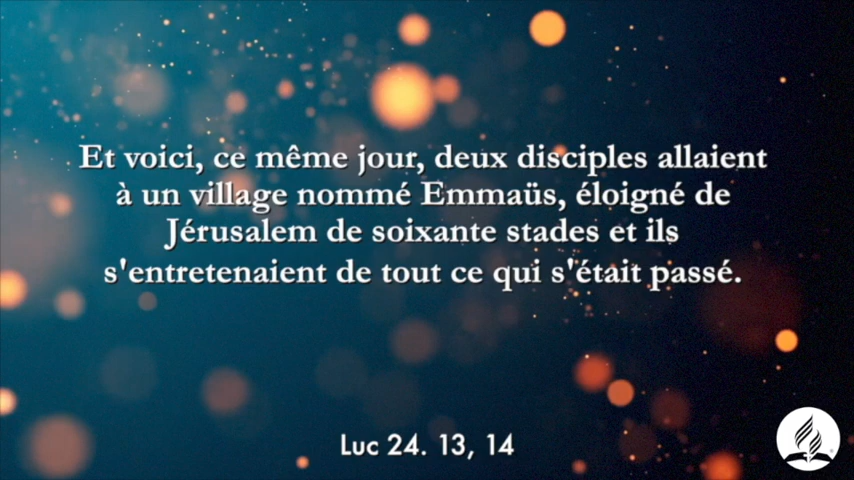 Et voici, ce même jour, deux disciples allaient
à un village nommé Emmaüs, éloigné de
Jérusalem de soixante stades et ils
s'entretenaient de tout ce qui s'était passé.
Luc 24. 13, 14